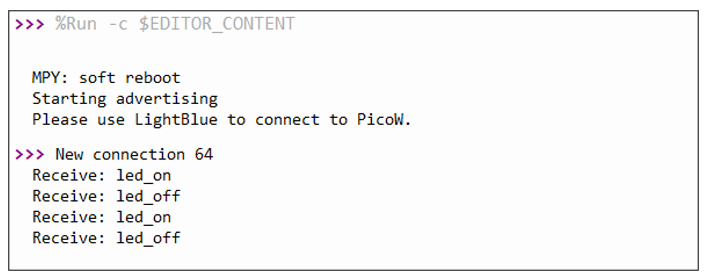 >>> %Run -c $EDITOR_CONTENT
MPY: soft reboot
Starting advertising
Please use LightBlue to connect to PicoW.
>>> New connection 64
Receive: led_on
Receive: led_off
Receive: led_on
Receive: led_off